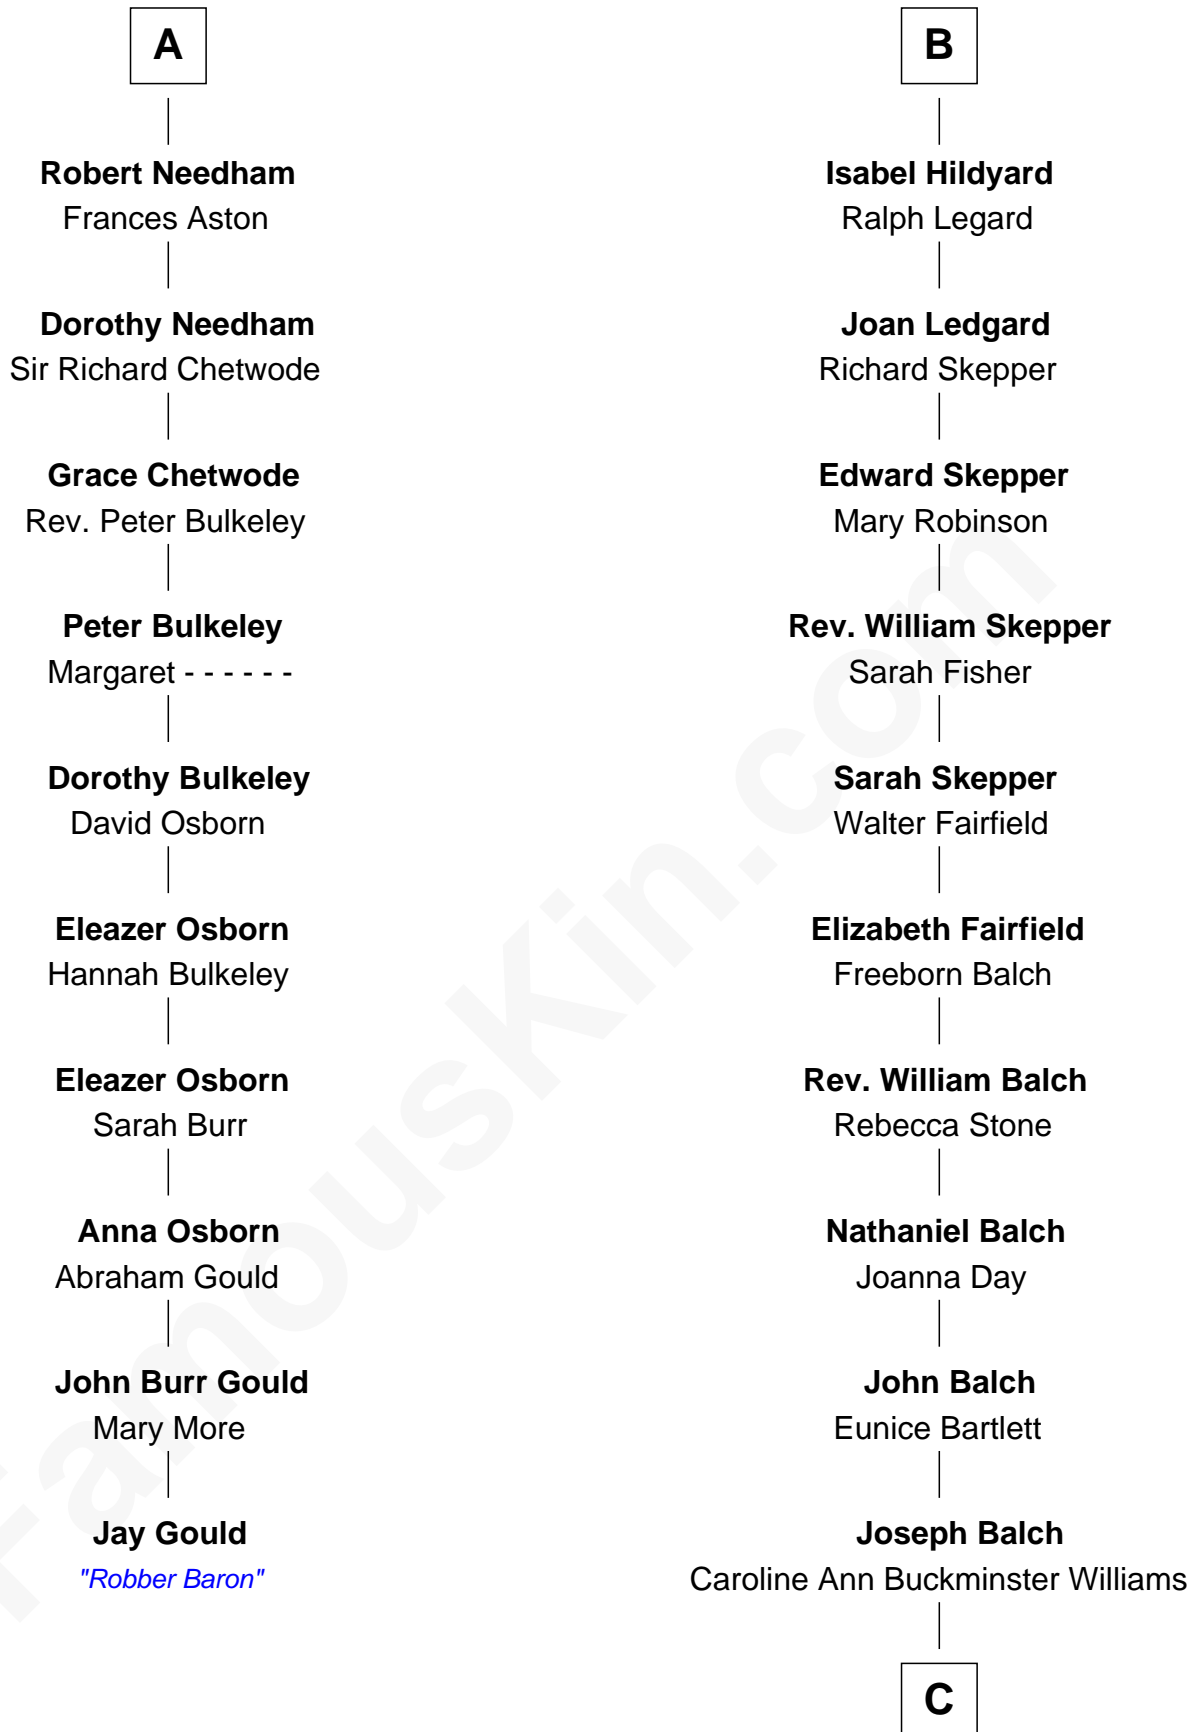 A
Robert Needham
Frances Aston
Dorothy Needham
Sir Richard Chetwode
Grace Chetwode
Rev. Peter Bulkeley
Peter Bulkeley
Margaret - - - - - -
Dorothy Bulkeley
David Osborn
Eleazer Osborn
Hannah Bulkeley
Eleazer Osborn
Sarah Burr
Anna Osborn
Abraham Gould
John Burr Gould
Mary More
Jay Gould
"Robber Baron"
B
Isabel Hildyard
Ralph Legard
Joan Ledgard
Richard Skepper
Edward Skepper
Mary Robinson
Rev. William Skepper
Sarah Fisher
Sarah Skepper
Walter Fairfield
Elizabeth Fairfield
Freeborn Balch
Rev. William Balch
Rebecca Stone
Nathaniel Balch
Joanna Day
John Balch
Eunice Bartlett
Joseph Balch
Caroline Ann Buckminster Williams
C
FamousKin.com